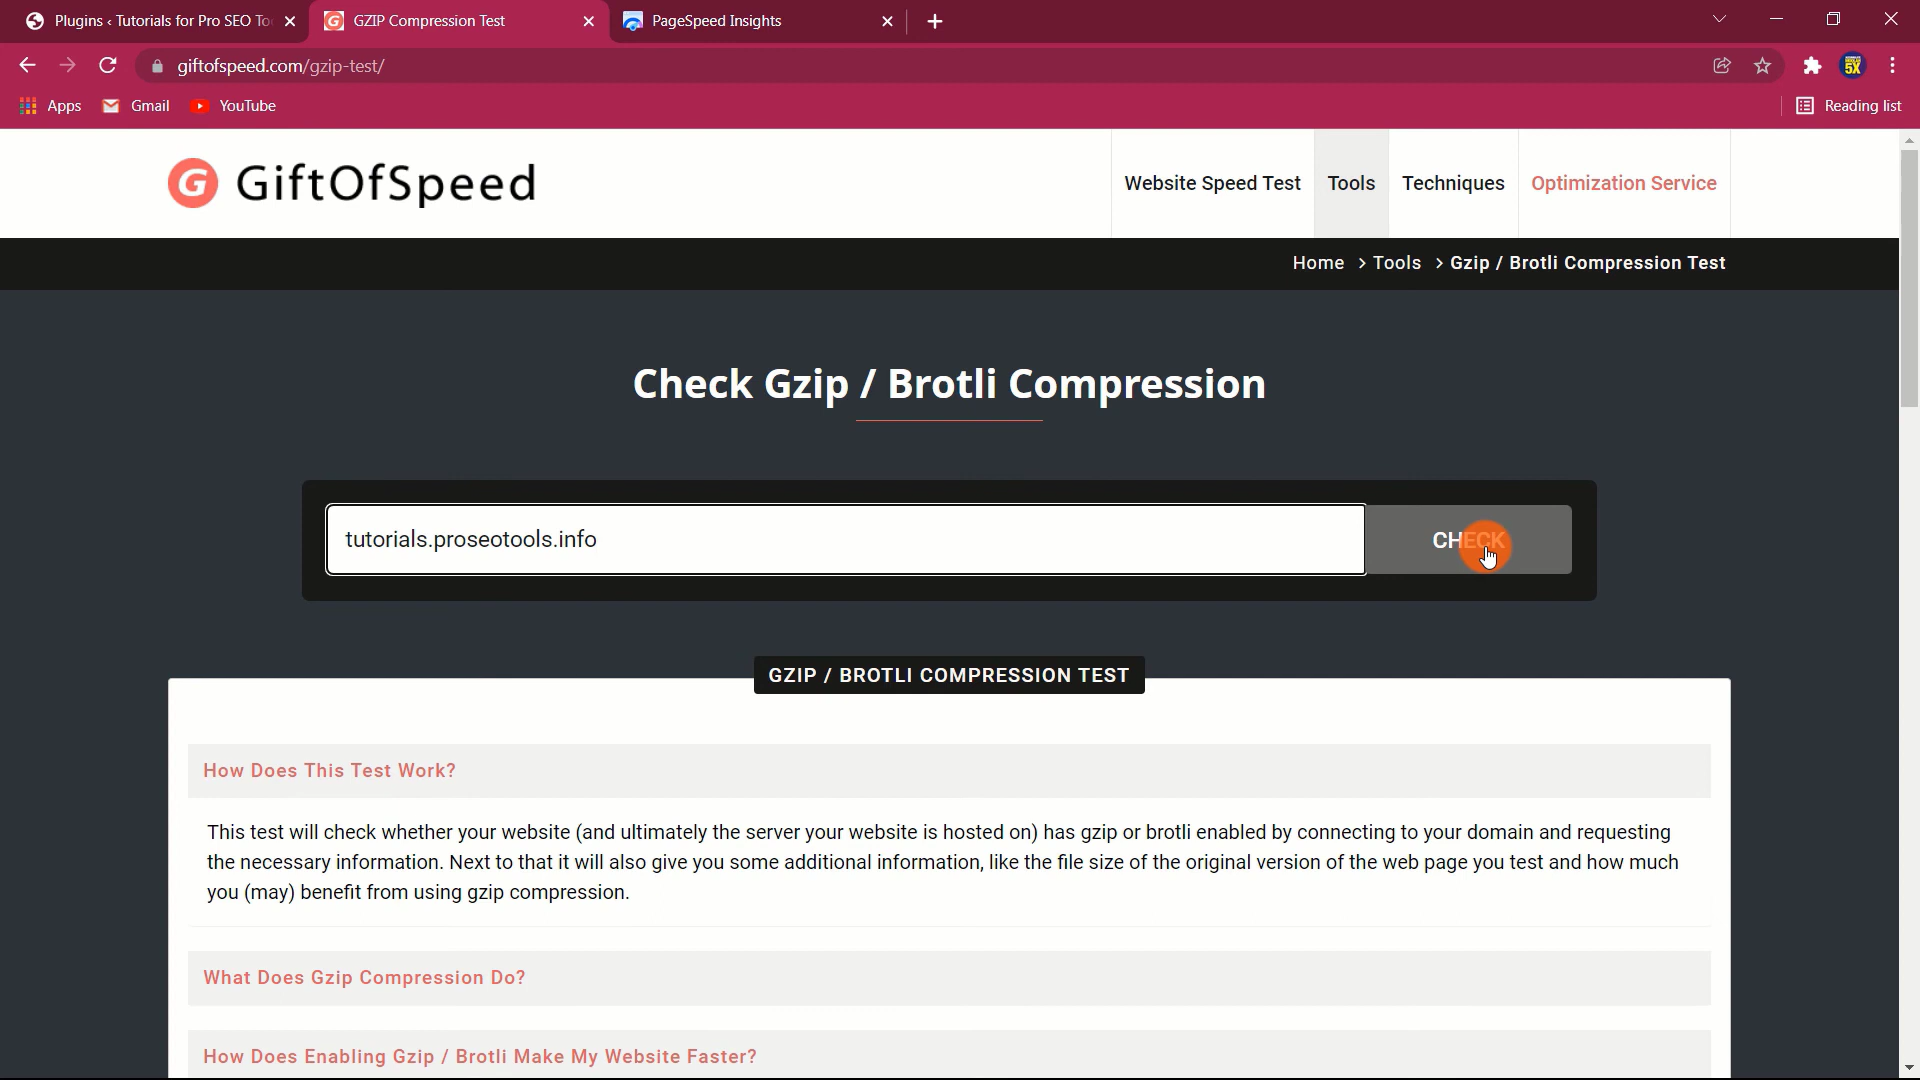 Plugins ‹ Tutorials for Pro SEO To
GZIP Compression Test
PageSpeed Insights
giftofspeed.com/gzip-test/
5X
Apps
Gmail
YouTube
Reading list
G GiftOfSpeed
Website Speed Test
Tools
Techniques
Optimization Service
Home > Tools > Gzip / Brotli Compression Test
Check Gzip / Brotli Compression
tutorials.proseotools.info
CHECK
GZIP / BROTLI COMPRESSION TEST
How Does This Test Work?
This test will check whether your website (and ultimately the server your website is hosted on) has gzip or brotli enabled by connecting to your domain and requesting
the necessary information. Next to that it will also give you some additional information, like the file size of the original version of the web page you test and how much
you (may) benefit from using gzip compression.
What Does Gzip Compression Do?
How Does Enabling Gzip / Brotli Make My Website Faster?